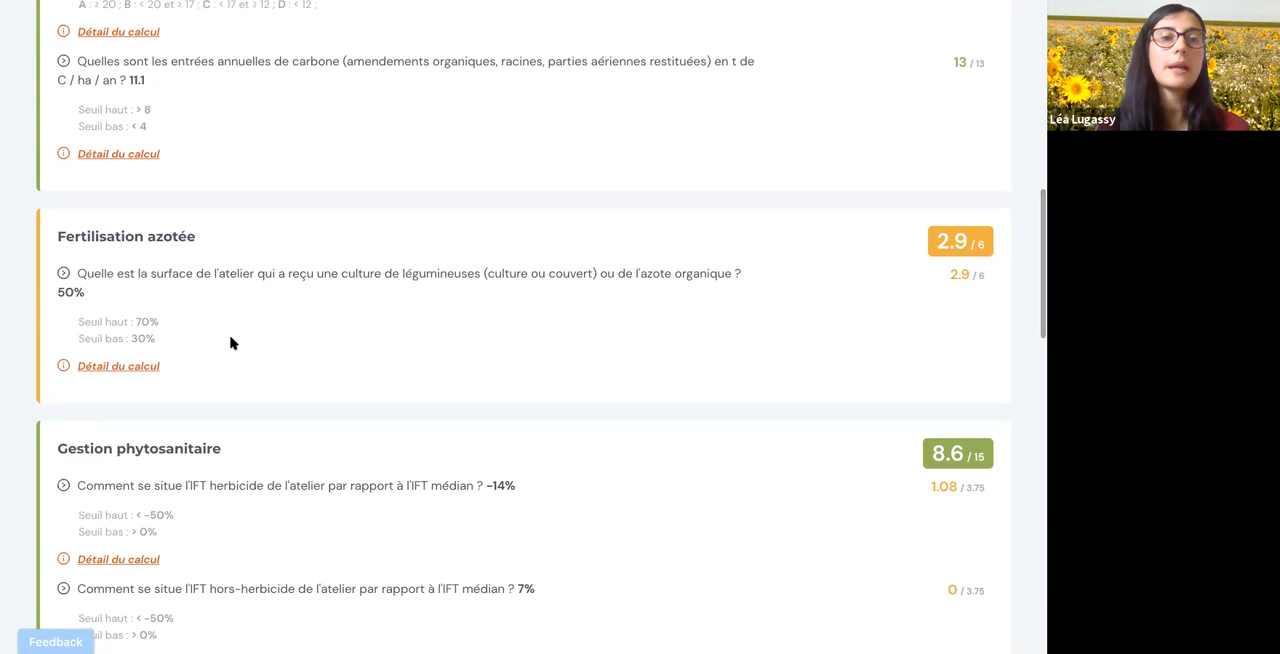 A : ≥ 20 ; B : < 20 et ≥ 17 ; C : < 17 et ≥ 12 ; D : < 12 ;
Détail du calcul
Quelles sont les entrées annuelles de carbone (amendements organiques, racines, parties aériennes restituées) en t de
C / ha / an ? 11.1
13 / 13
Seuil haut : > 8
Seuil bas : < 4
Détail du calcul
Fertilisation azotée
2.9 / 6
Quelle est la surface de l'atelier qui a reçu une culture de légumineuses (culture ou couvert) ou de l'azote organique ?
50%
2.9 / 6
Seuil haut : 70%
Seuil bas : 30%
Détail du calcul
Gestion phytosanitaire
8.6 / 15
Comment se situe l'IFT herbicide de l'atelier par rapport à l'IFT médian ? -14%
1.08 / 3.75
Seuil haut : < -50%
Seuil bas : > 0%
Détail du calcul
Comment se situe l'IFT hors-herbicide de l'atelier par rapport à l'IFT médian ? 7%
0 / 3.75
Seuil haut : < -50%
uil bas : > 0%
Feedback
Léa Lugassy